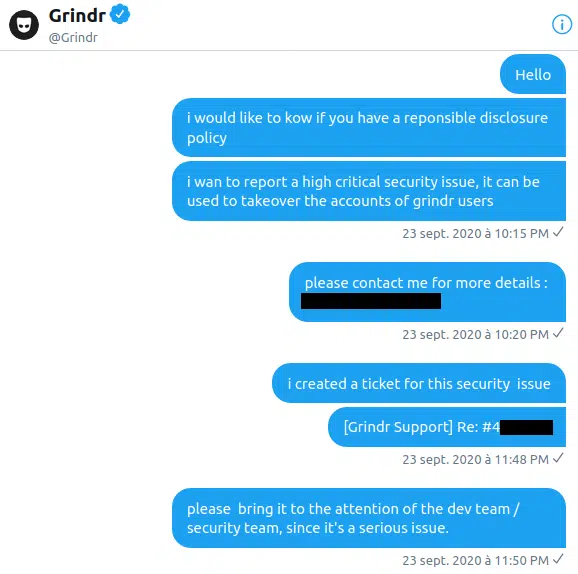 Grindr
@Grindr
Hello
i would like to kow if you have a reponsible disclosure
policy
i wan to report a high critical security issue, it can be
used to takeover the accounts of grindr users
23 sept. 2020 à 10:15 PM
please contact me for more details :
23 sept. 2020 à 10:20 PM
i created a ticket for this security issue
[Grindr Support] Re: #4
23 sept. 2020 à 11:48 PM
please bring it to the attention of the dev team /
security team, since it's a serious issue.
23 sept. 2020 à 11:50 PM